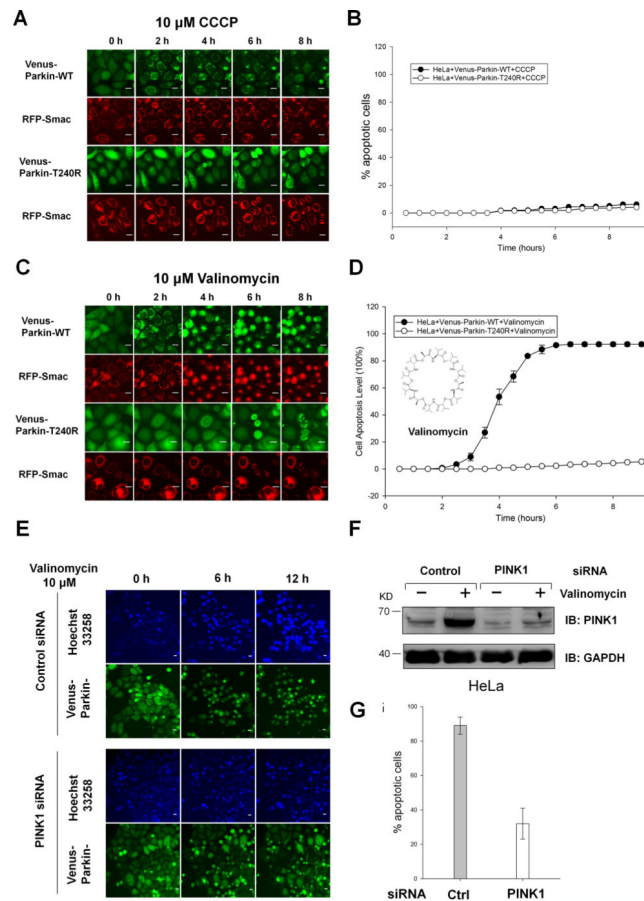 A
10 µM CCCP
0 h 2 h 4 h 6 h 8 h
Venus-
Parkin-WT
RFP-Smac
Venus-
Parkin-T240R
RFP-Smac
B
HeLa+Venus-Parkin-WT+CCCP
HeLa+Venus-Parkin-T240R+CCCP
% apoptotic cells
120
100
80
60
40
20
0
0 2 4 6 8
Time (hours)
C
10 µM Valinomycin
0 h 2 h 4 h 6 h 8 h
Venus-
Parkin-WT
RFP-Smac
Venus-
Parkin-T240R
RFP-Smac
D
HeLa+Venus-Parkin-WT+Valinomycin
HeLa+Venus-Parkin-T240R+Valinomycin
Cell Apoptosis Level (100%)
120
100
80
60
40
20
0
-20
Valinomycin
0 2 4 6 8
Time (hours)
E
Valinomycin
10 µM
0 h 6 h 12 h
Control siRNA
Hoechst
33258
Venus-
Parkin-
PINK1 siRNA
Hoechst
33258
Venus-
Parkin-
F
Control PINK1 siRNA
− + − + Valinomycin
KD
70
IB: PINK1
40
IB: GAPDH
HeLa
G i
% apoptotic cells
100
80
60
40
20
0
siRNA Ctrl PINK1